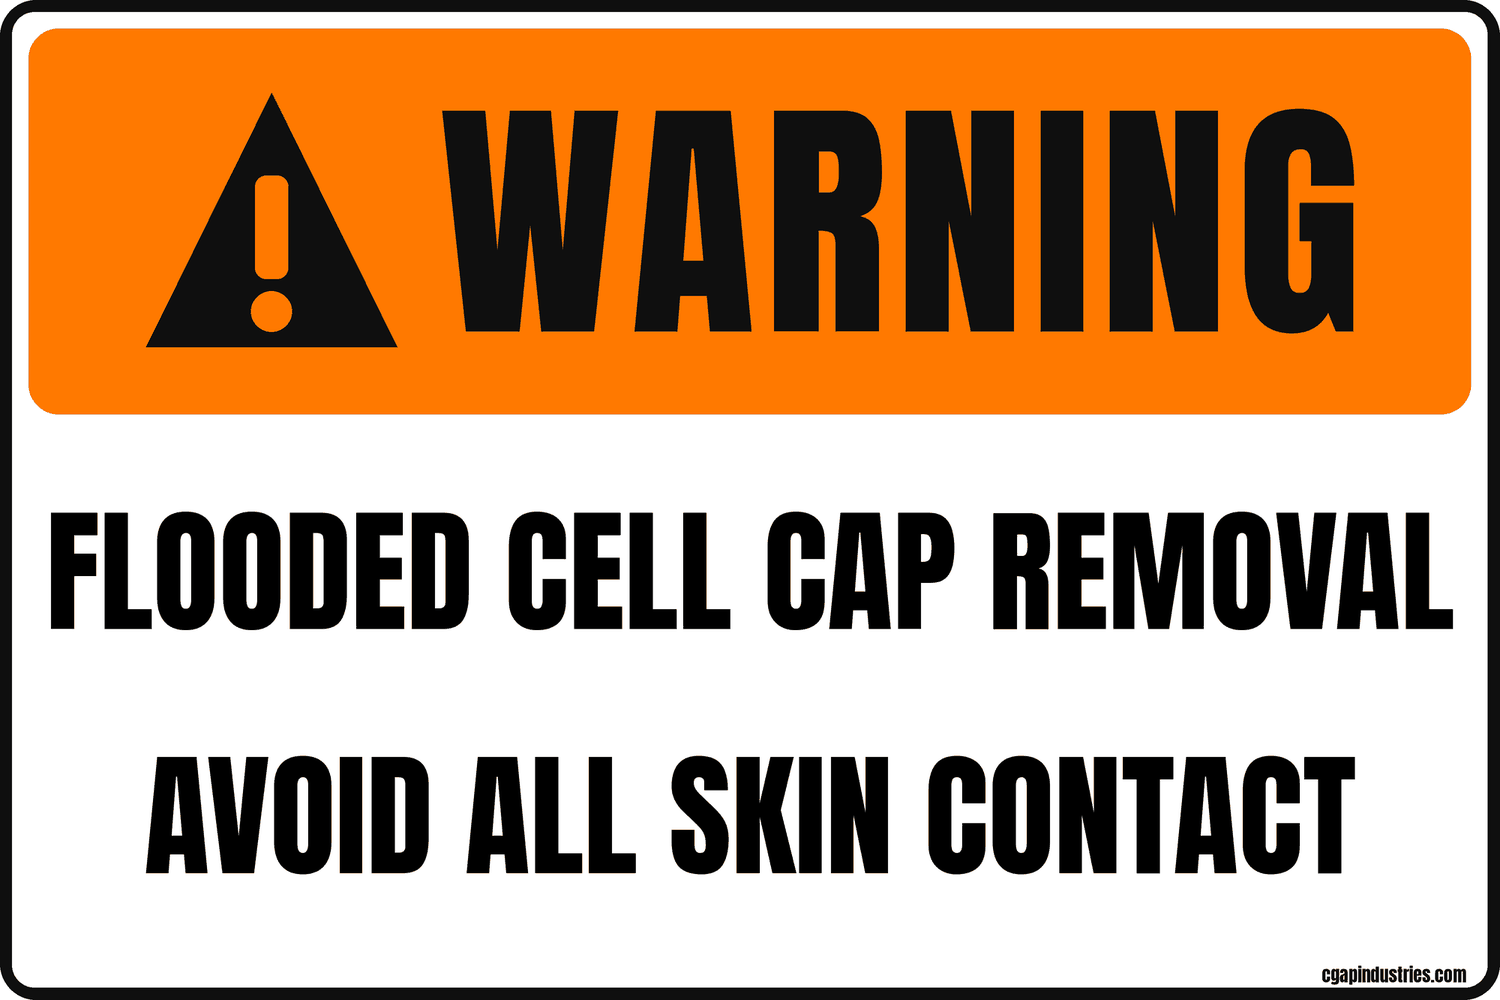 WARNING
FLOODED CELL CAP REMOVAL
AVOID ALL SKIN CONTACT
cgapindustries.com